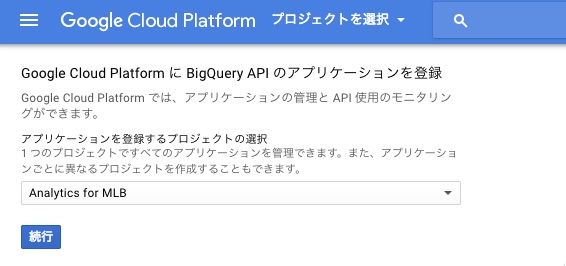 Google Cloud Platform プロジェクトを選択
Google Cloud Platform に BigQuery API のアプリケーションを登録
Google Cloud Platform では、アプリケーションの管理と API 使用のモニタリン
グができます。
アプリケーションを登録するプロジェクトの選択
1 つのプロジェクトですべてのアプリケーションを管理できます。また、アプリケーショ
ンごとに異なるプロジェクトを作成することもできます。
Analytics for MLB
続行